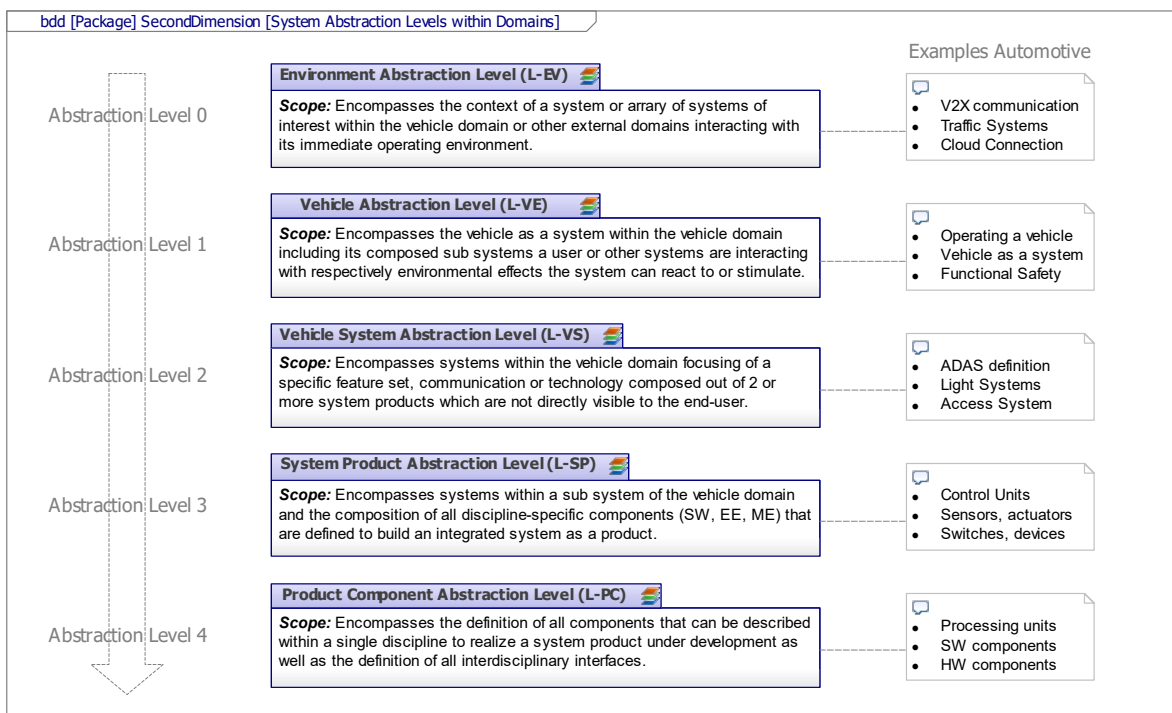 bdd [Package] SecondDimension [System Abstraction Levels within Domains]
Examples Automotive
Abstraction Level 0
Environment Abstraction Level (L-EV)
Scope: Encompasses the context of a system or arrary of systems of
interest within the vehicle domain or other external domains interacting with
its immediate operating environment.
• V2X communication
• Traffic Systems
• Cloud Connection
Abstraction Level 1
Vehicle Abstraction Level (L-VE)
Scope: Encompasses the vehicle as a system within the vehicle domain
including its composed sub systems a user or other systems are interacting
with respectively environmental effects the system can react to or stimulate.
• Operating a vehicle
• Vehicle as a system
• Functional Safety
Abstraction Level 2
Vehicle System Abstraction Level (L-VS)
Scope: Encompasses systems within the vehicle domain focusing of a
specific feature set, communication or technology composed out of 2 or
more system products which are not directly visible to the end-user.
• ADAS definition
• Light Systems
• Access System
Abstraction Level 3
System Product Abstraction Level (L-SP)
Scope: Encompasses systems within a sub system of the vehicle domain
and the composition of all discipline-specific components (SW, EE, ME) that
are defined to build an integrated system as a product.
• Control Units
• Sensors, actuators
• Switches, devices
Abstraction Level 4
Product Component Abstraction Level (L-PC)
Scope: Encompasses the definition of all components that can be described
within a single discipline to realize a system product under development as
well as the definition of all interdisciplinary interfaces.
• Processing units
• SW components
• HW components